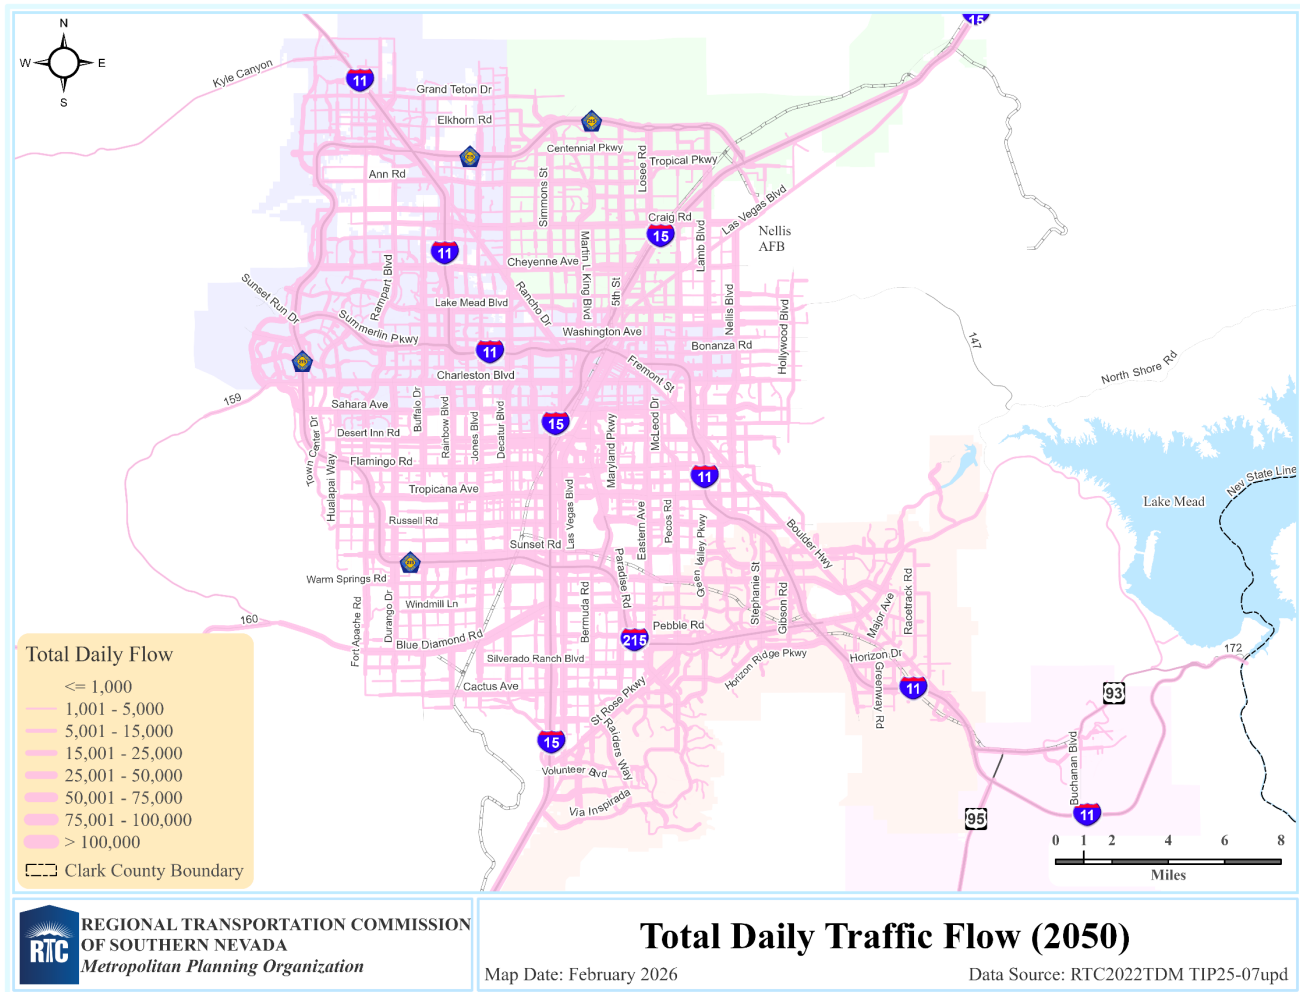 N
W E
S
15
Kyle Canyon
11
Grand Teton Dr
Elkhorn Rd
215
Centennial Pkwy
215
Tropical Pkwy
Losee Rd
Ann Rd
Simmons St
Las Vegas Blvd
Craig Rd
15
Nellis
AFB
Lamb Blvd
11
Martin L King Blvd
Cheyenne Ave
Rampart Blvd
5th St
Sunset Run Dr
Rancho Dr
Lake Mead Blvd
Nellis Blvd
Hollywood Blvd
Summerlin Pkwy
Washington Ave
Bonanza Rd
147
11
215
Fremont St
North Shore Rd
Charleston Blvd
159
Sahara Ave
Buffalo Dr
Rainbow Blvd
Jones Blvd
Decatur Blvd
15
Maryland Pkwy
McLeod Dr
Desert Inn Rd
Town Center Dr
Flamingo Rd
Hualapai Way
11
Nev State Line
Tropicana Ave
Las Vegas Blvd
Lake Mead
Russell Rd
Eastern Ave
Pecos Rd
Green Valley Pkwy
Boulder Hwy
Sunset Rd
215
Paradise Rd
Warm Springs Rd
Stephanie St
Gibson Rd
Racetrack Rd
Fort Apache Rd
Durango Dr
Windmill Ln
Bermuda Rd
Major Ave
160
Blue Diamond Rd
215
Pebble Rd
172
Silverado Ranch Blvd
Horizon Ridge Pkwy
Horizon Dr
Cactus Ave
St Rose Pkwy
Greenway Rd
11
93
15
Raiders Way
Volunteer Blvd
Buchanan Blvd
Via Inspirada
95
11
Total Daily Flow
<= 1,000
1,001 - 5,000
5,001 - 15,000
15,001 - 25,000
25,001 - 50,000
50,001 - 75,000
75,001 - 100,000
> 100,000
Clark County Boundary
0 1 2 4 6 8
Miles
RTC
REGIONAL TRANSPORTATION COMMISSION
OF SOUTHERN NEVADA
Metropolitan Planning Organization
Total Daily Traffic Flow (2050)
Map Date: February 2026
Data Source: RTC2022TDM TIP25-07upd